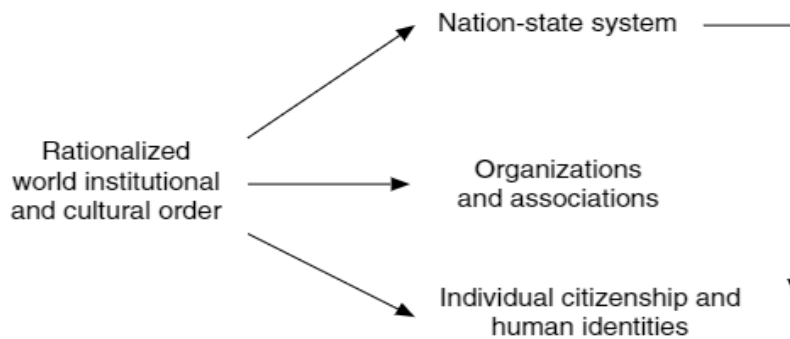 Nation-state system
Rationalized
world institutional
and cultural order
Organizations
and associations
Individual citizenship and
human identities